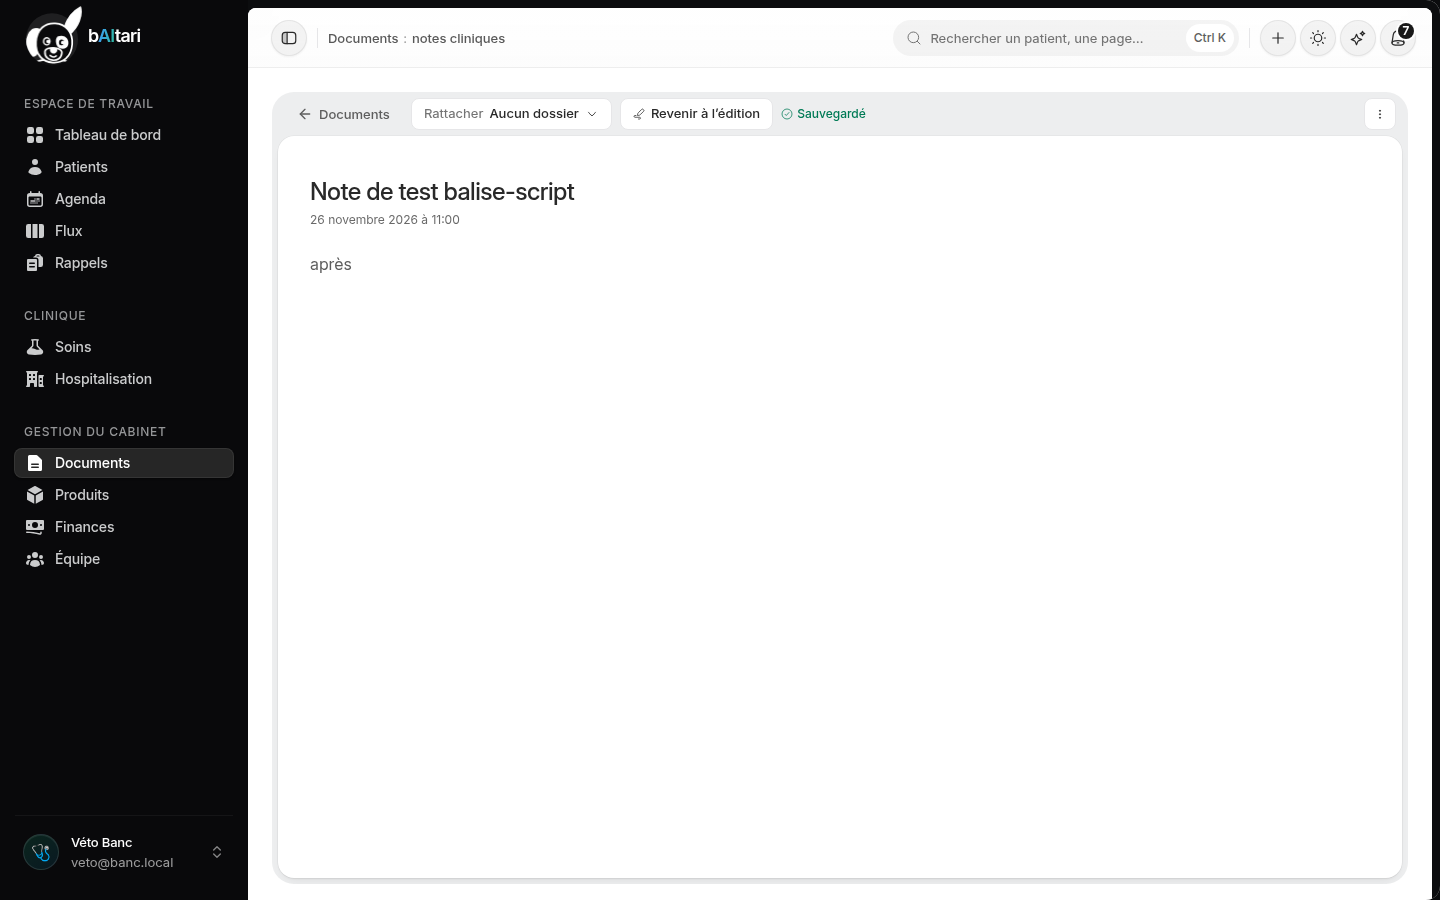 bAItari
Documents : notes cliniques
Rechercher un patient, une page...
Ctrl K
7
ESPACE DE TRAVAIL
Tableau de bord
Patients
Agenda
Flux
Rappels
CLINIQUE
Soins
Hospitalisation
GESTION DU CABINET
Documents
Produits
Finances
Équipe
Véto Banc
veto@banc.local
Documents
Rattacher Aucun dossier
Revenir à l’édition
Sauvegardé
Note de test balise-script
26 novembre 2026 à 11:00
après